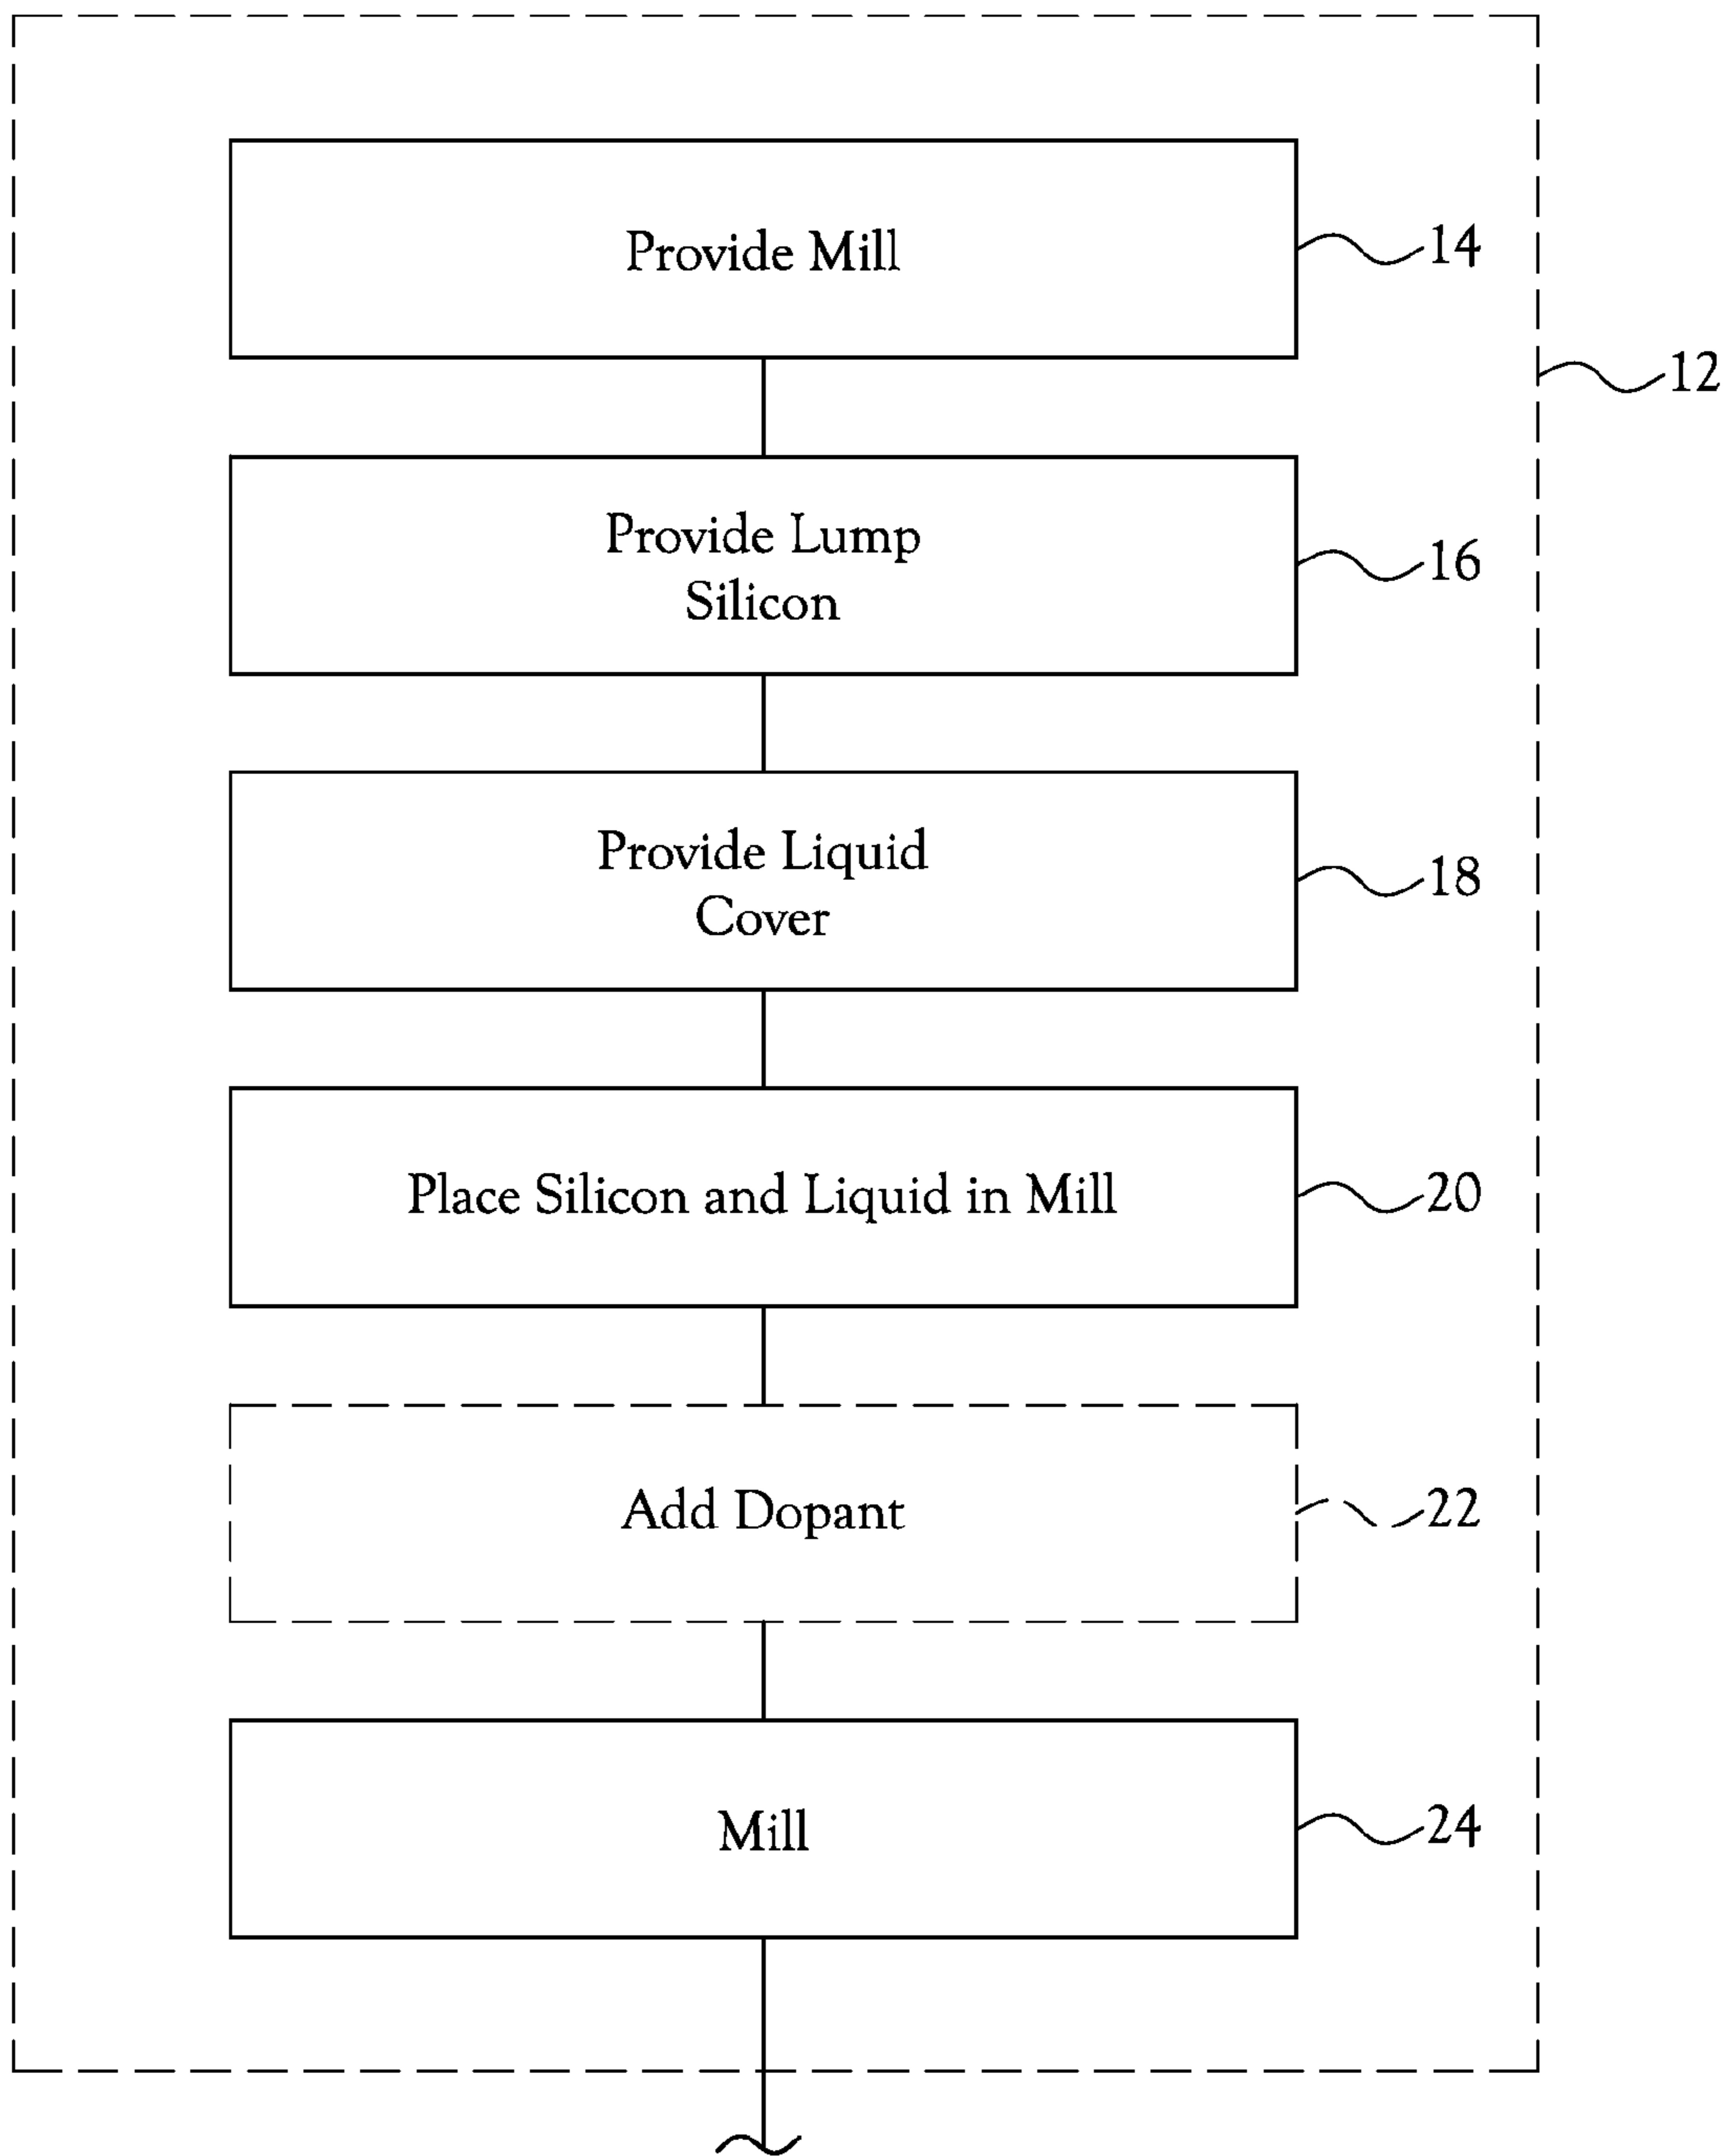 Provide Mill
14
12
Provide Lump
Silicon
16
Provide Liquid
Cover
18
Place Silicon and Liquid in Mill
20
Add Dopant
22
Mill
24